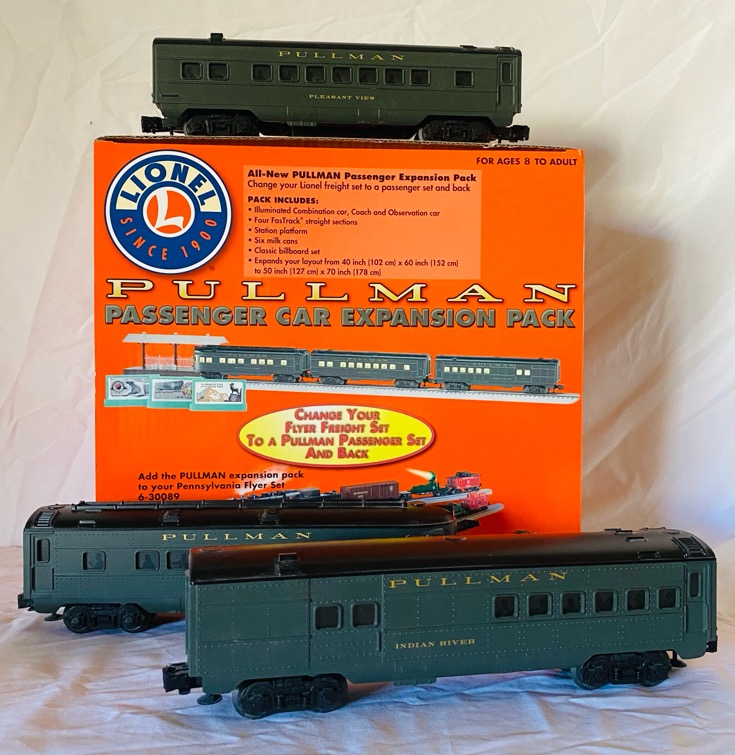 PULLMAN
PLEASANT VIEW
FOR AGES 8 TO ADULT
LIONEL
L
SINCE 1900
®
All-New PULLMAN Passenger Expansion Pack
Change your Lionel freight set to a passenger set and back
PACK INCLUDES:
• Illuminated Combination car, Coach and Observation car
• Four FasTrack™ straight sections
• Station platform
• Six milk cans
• Classic billboard set
• Expands your layout from 40 inch (102 cm) x 60 inch (152 cm)
to 50 inch (127 cm) x 70 inch (178 cm)
PULLMAN
PASSENGER CAR EXPANSION PACK
PULLMAN
PULLMAN
PULLMAN
CHANGE YOUR
FLYER FREIGHT SET
TO A PULLMAN PASSENGER SET
AND BACK
Add the PULLMAN expansion pack
to your Pennsylvania Flyer Set
6-30089
PULLMAN
PULLMAN
INDIAN RIVER